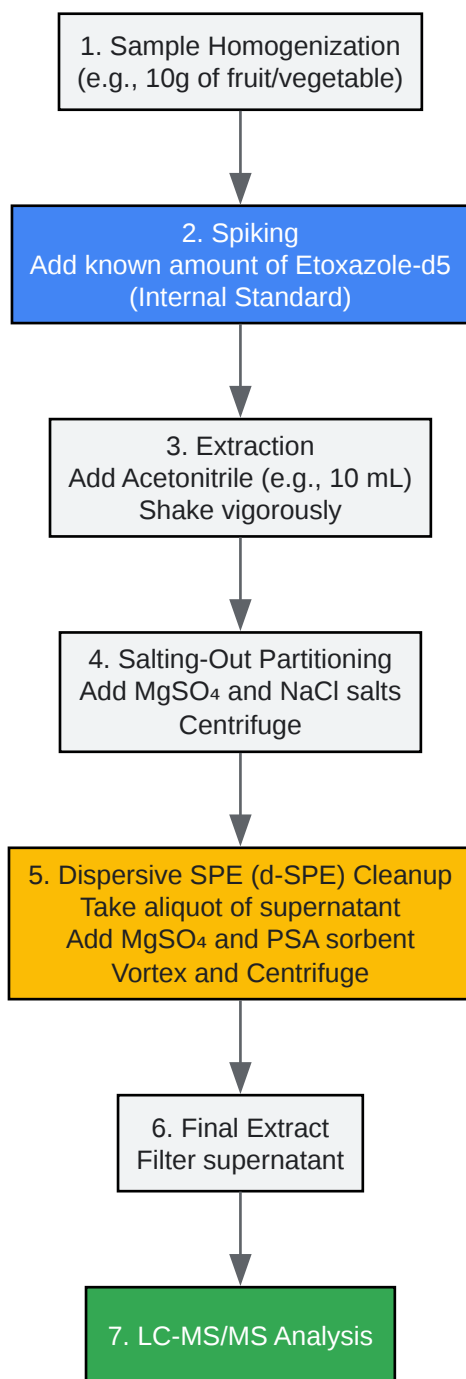 1. Sample Homogenization
(e.g., 10g of fruit/vegetable)
2. Spiking
Add known amount of Etoxazole-d5
(Internal Standard)
3. Extraction
Add Acetonitrile (e.g., 10 mL)
Shake vigorously
4. Salting-Out Partitioning
Add MgSO₄ and NaCl salts
Centrifuge
5. Dispersive SPE (d-SPE) Cleanup
Take aliquot of supernatant
Add MgSO₄ and PSA sorbent
Vortex and Centrifuge
6. Final Extract
Filter supernatant
7. LC-MS/MS Analysis